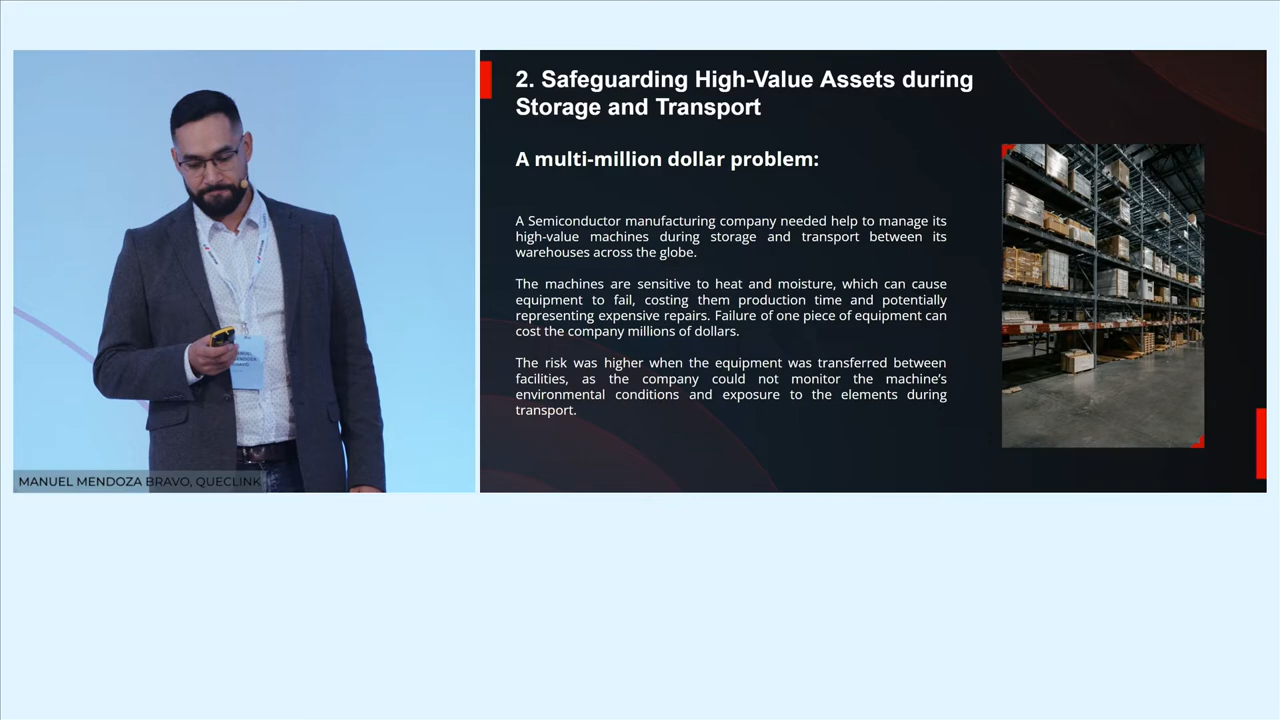 2. Safeguarding High-Value Assets during
Storage and Transport
A multi-million dollar problem:
A Semiconductor manufacturing company needed help to manage its
high-value machines during storage and transport between its
warehouses across the globe.
The machines are sensitive to heat and moisture, which can cause
equipment to fail, costing them production time and potentially
representing expensive repairs. Failure of one piece of equipment can
cost the company millions of dollars.
The risk was higher when the equipment was transferred between
facilities, as the company could not monitor the machine's
environmental conditions and exposure to the elements during
transport.
MENDOZA
MANUEL MENDOZA BRAVO, QUECLINK